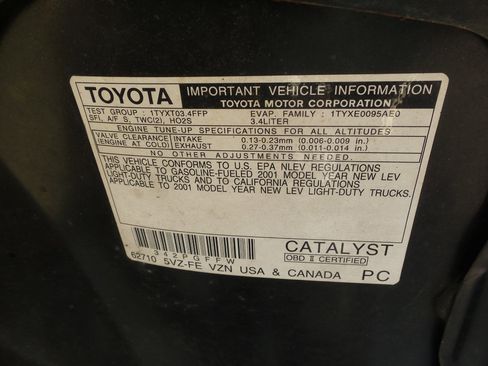 TOYOTA IMPORTANT VEHICLE INFORMATION
TOYOTA MOTOR CORPORATION
TEST GROUP : 1TYXT03.4FFP EVAP. FAMILY : 1TYXE0095AE0
SFI, A/F S, TWC(2), HO2S 3.4LITER
ENGINE TUNE-UP SPECIFICATIONS FOR ALL ALTITUDES
VALVE CLEARANCE INTAKE 0.13-0.23mm (0.006-0.009 in.)
(ENGINE AT COLD) EXHAUST 0.27-0.37mm (0.011-0.014 in.)
NO OTHER ADJUSTMENTS NEEDED.
THIS VEHICLE CONFORMS TO U.S. EPA NLEV REGULATIONS
APPLICABLE TO GASOLINE-FUELED 2001 MODEL YEAR NEW LEV
LIGHT-DUTY TRUCKS AND TO CALIFORNIA REGULATIONS
APPLICABLE TO 2001 MODEL YEAR NEW LEV LIGHT-DUTY TRUCKS.
342PGFFW
CATALYST
OBD II CERTIFIED
62710 5VZ-FE VZN USA & CANADA PC